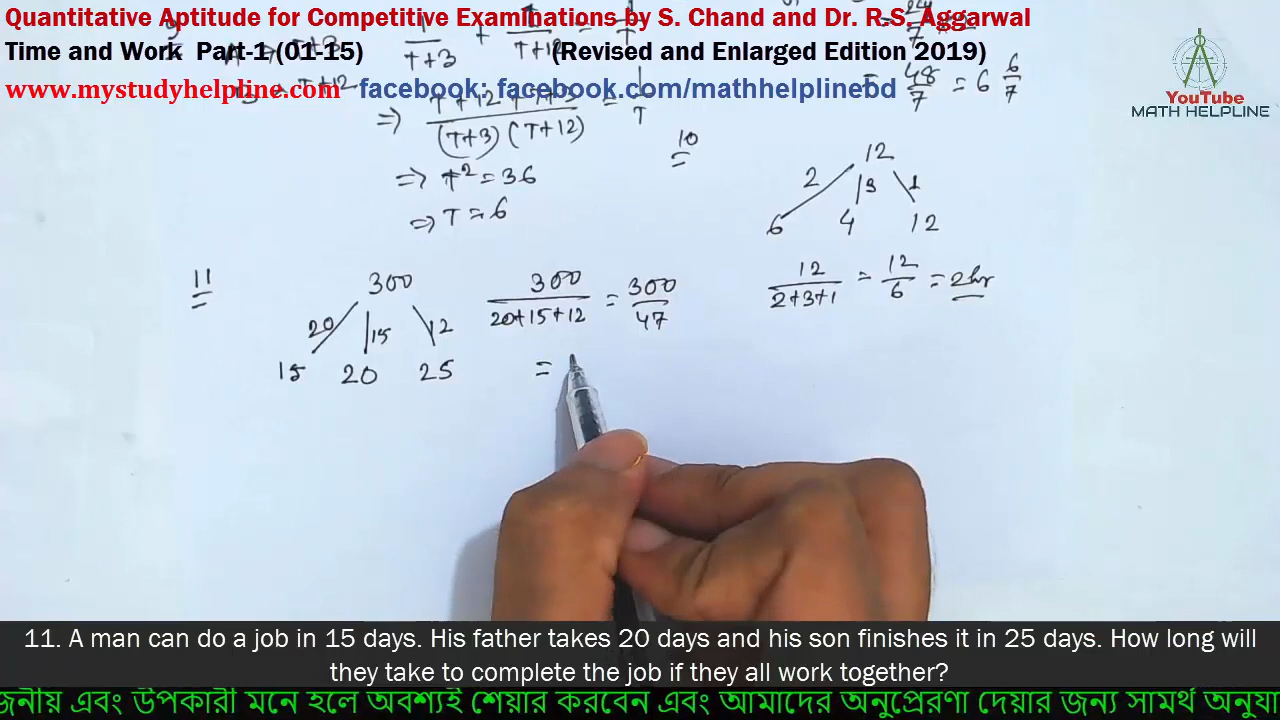 Quantitative Aptitude for Competitive Examinations by S. Chand and Dr. R.S. Aggarwal
Time and Work Part-1 (01-15) (Revised and Enlarged Edition 2019)
www.mystudyhelpline.com facebook: facebook.com/mathhelplinebd
YouTube
MATH HELPLINE
= 48/7 = 6 6/7
(T+3)(T+12)
⇒ T² = 36
⇒ T = 6
10
12
2 3 1
6 4 12
12/(2+3+1) = 12/6 = 2hr
11
300
20 15 12
15 20 25
300/(20+15+12) = 300/47
=
11. A man can do a job in 15 days. His father takes 20 days and his son finishes it in 25 days. How long will
they take to complete the job if they all work together?
জনীয় এবং উপকারী মনে হলে অবশ্যই শেয়ার করবেন এবং আমাদের অনুপ্রেরণা দেয়ার জন্য সামর্থ অনুযা